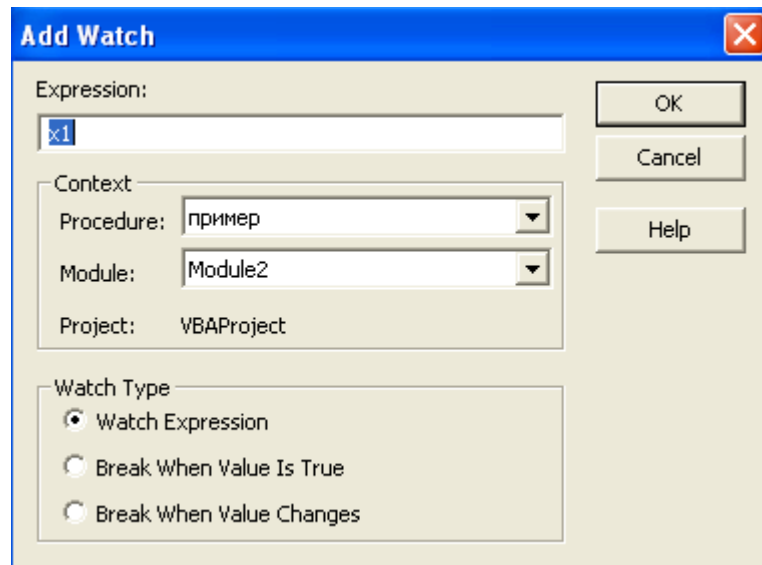 Add Watch
Expression:
x1
OK
Cancel
Help
Context
Procedure: пример
Module: Module2
Project: VBAProject
Watch Type
Watch Expression
Break When Value Is True
Break When Value Changes